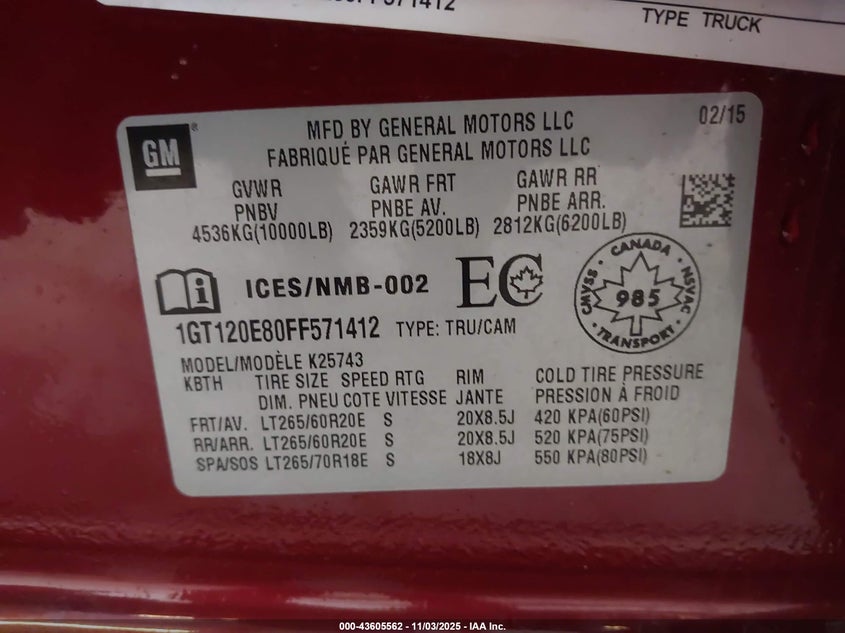 571412
TYPE TRUCK
GM
MFD BY GENERAL MOTORS LLC
02/15
FABRIQUÉ PAR GENERAL MOTORS LLC
GVWR GAWR FRT GAWR RR
PNBV PNBE AV. PNBE ARR.
4536KG(10000LB) 2359KG(5200LB) 2812KG(6200LB)
ICES/NMB-002 EC
CANADA
CMVSS 985 NSVAC
TRANSPORT
1GT120E80FF571412 TYPE: TRU/CAM
MODEL/MODÈLE K25743
KBTH TIRE SIZE SPEED RTG RIM COLD TIRE PRESSURE
DIM. PNEU COTE VITESSE JANTE PRESSION À FROID
FRT/AV. LT265/60R20E S 20X8.5J 420 KPA(60PSI)
RR/ARR. LT265/60R20E S 20X8.5J 520 KPA(75PSI)
SPA/SOS LT265/70R18E S 18X8J 550 KPA(80PSI)
000-43605562 - 11/03/2025 - IAA Inc.